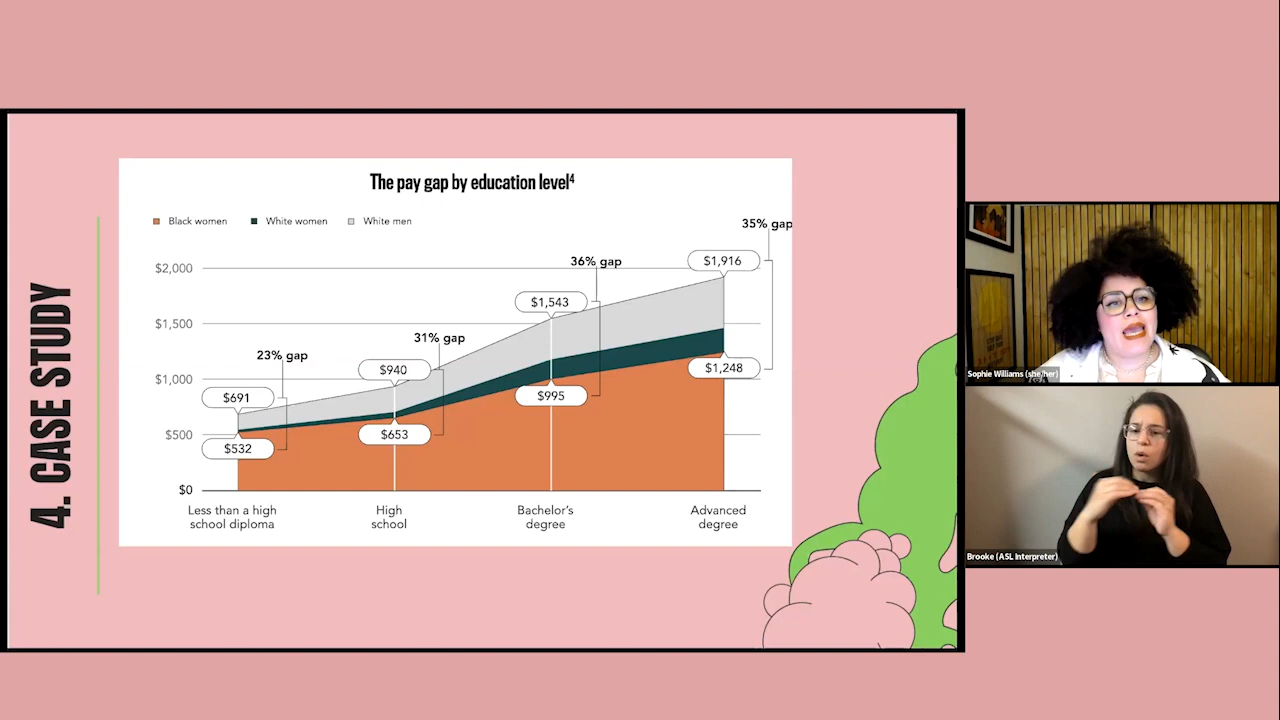 4. CASE STUDY
The pay gap by education level⁴
Black women
White women
White men
35% gap
$2,000
36% gap
$1,916
$1,500
$1,543
31% gap
23% gap
$1,000
$940
$1,248
$691
$995
$500
$653
$532
$0
Less than a high
school diploma
High
school
Bachelor's
degree
Advanced
degree
Sophie Williams (she/her)
Brooke (ASL Interpreter)